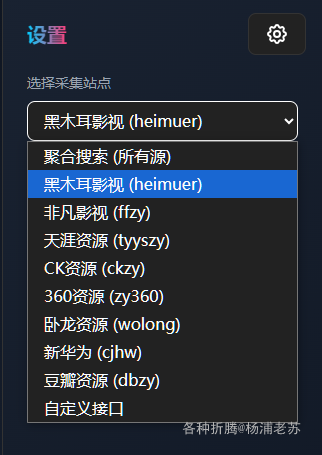 设置
选择采集站点
黑木耳影视 (heimuer)
聚合搜索 (所有源)
黑木耳影视 (heimuer)
非凡影视 (ffzy)
天涯资源 (tyyszy)
CK资源 (ckzy)
360资源 (zy360)
卧龙资源 (wolong)
新华为 (cjhw)
豆瓣资源 (dbzy)
自定义接口
各种折腾@杨浦老苏